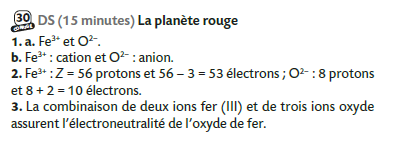 30 DS (15 minutes) La planète rouge
1. a. Fe³⁺ et O²⁻.
b. Fe³⁺ : cation et O²⁻ : anion.
2. Fe³⁺ : Z = 56 protons et 56 – 3 = 53 électrons ; O²⁻ : 8 protons
et 8 + 2 = 10 électrons.
3. La combinaison de deux ions fer (III) et de trois ions oxyde
assurent l'électroneutralité de l'oxyde de fer.